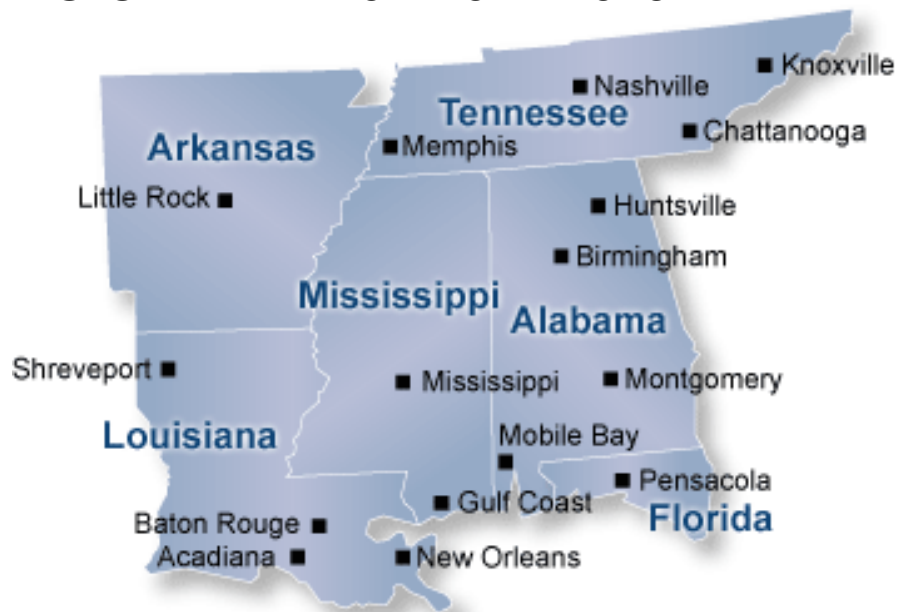 Knoxville
Nashville
Tennessee
Chattanooga
Arkansas
Memphis
Little Rock
Huntsville
Birmingham
Mississippi
Alabama
Shreveport
Mississippi
Montgomery
Louisiana
Mobile Bay
Pensacola
Gulf Coast
Florida
Baton Rouge
Acadiana
New Orleans